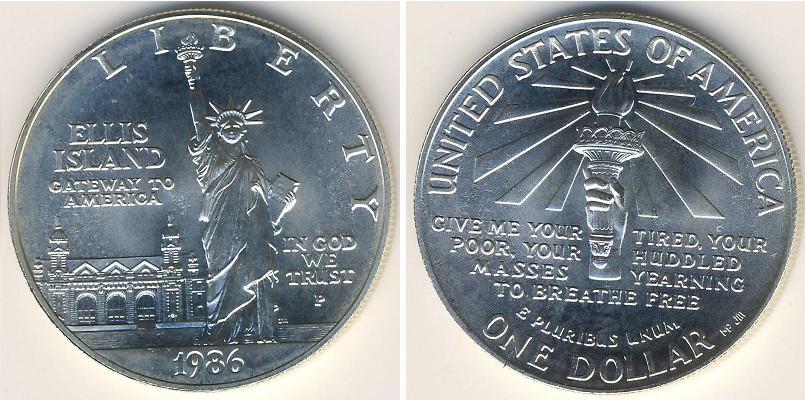 LIBERTY
ELLIS
ISLAND
GATEWAY TO
AMERICA
IN GOD
WE
TRUST
P
1986
UNITED STATES OF AMERICA
GIVE ME YOUR TIRED, YOUR
POOR, YOUR HUDDLED
MASSES YEARNING
TO BREATHE FREE
E PLURIBUS UNUM
ONE DOLLAR